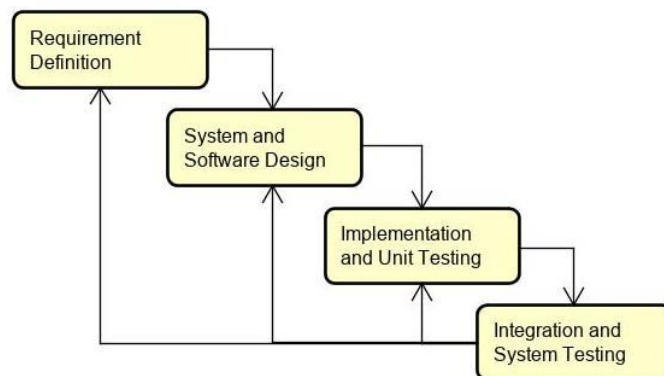 Requirement
Definition
System and
Software Design
Implementation
and Unit Testing
Integration and
System Testing